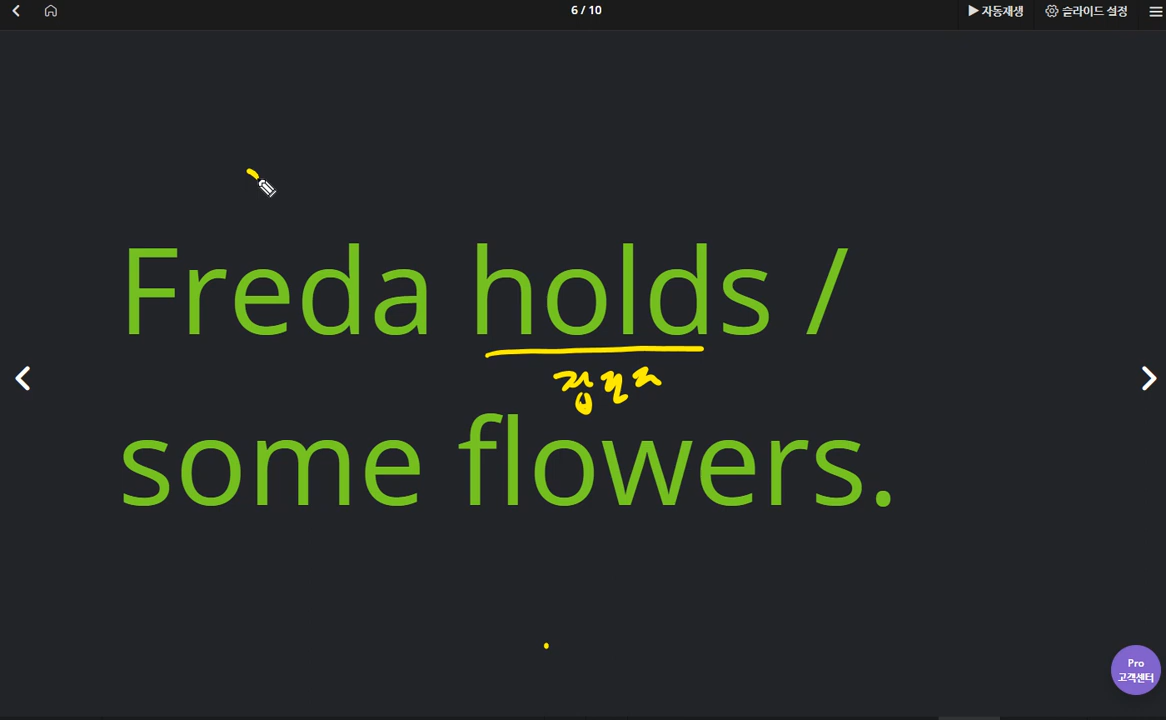 6 / 10
▶ 자동재생
슬라이드 설정
Freda holds /
some flowers.
Pro
고객센터